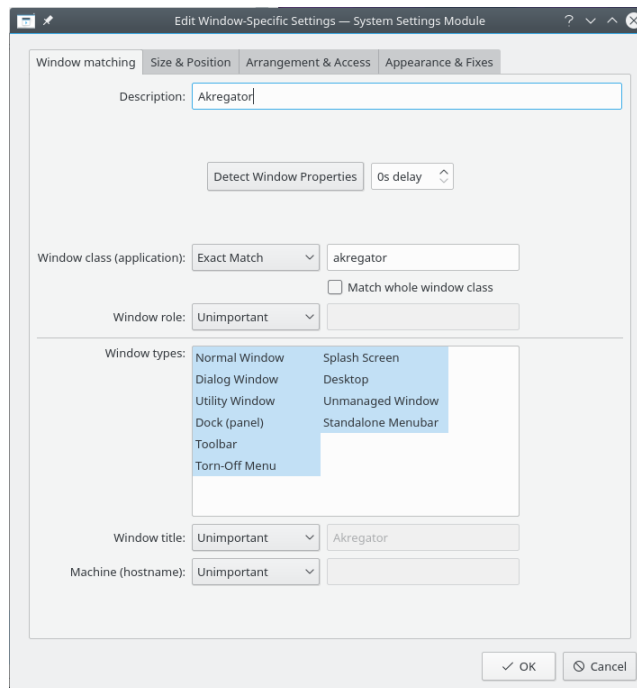 Edit Window-Specific Settings — System Settings Module
Window matching Size & Position Arrangement & Access Appearance & Fixes
Description: Akregator
Detect Window Properties 0s delay
Window class (application): Exact Match akregator
Match whole window class
Window role: Unimportant
Window types:
Normal Window Splash Screen
Dialog Window Desktop
Utility Window Unmanaged Window
Dock (panel) Standalone Menubar
Toolbar
Torn-Off Menu
Window title: Unimportant Akregator
Machine (hostname): Unimportant
OK Cancel